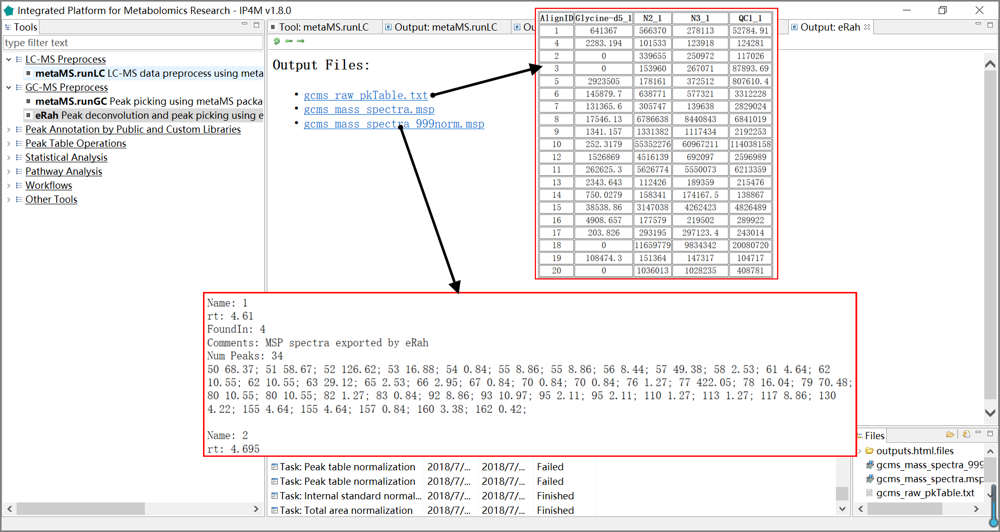 Integrated Platform for Metabolomics Research - IP4M v1.8.0
Tools
type filter text
LC-MS Preprocess
metaMS.runLC LC-MS data preprocess using meta
GC-MS Preprocess
metaMS.runGC Peak picking using metaMS packa
eRah Peak deconvolution and peak picking using e
Peak Annotation by Public and Custom Libraries
Peak Table Operations
Statistical Analysis
Pathway Analysis
Workflows
Other Tools
Tool: metaMS.runLC
Output: metaMS.runLC
Ou
Output: eRah
Output Files:
gcms_raw_pkTable.txt
gcms_mass_spectra.msp
gcms_mass_spectra_999norm.msp
AlignID Glycine-d5_1 N2_1 N3_1 QC1_1
1 641367 566370 278113 52784.91
4 2283.194 101533 123918 124281
2 0 339655 250972 117026
3 0 153960 267071 87893.69
5 2923505 178161 372512 807610.4
6 145879.7 638771 577321 3312228
7 131365.6 305747 139638 2829024
8 17546.13 6786638 8440843 6841019
9 1341.157 1331382 1117434 2192253
10 252.3179 55352276 60967211 114038158
12 1526869 4516139 692097 2596989
11 262625.3 5626774 5550073 6213359
13 2343.643 112426 189359 215476
14 750.0279 158341 174167.5 138867
15 38538.86 3147038 4262423 4826489
16 4908.657 177579 219502 289922
17 203.826 293195 297123.4 243014
18 0 11659779 9834342 20080720
19 108474.3 151364 147317 104717
20 0 1036013 1028235 408781
Name: 1
rt: 4.61
FoundIn: 4
Comments: MSP spectra exported by eRah
Num Peaks: 34
50 68.37; 51 58.67; 52 126.62; 53 16.88; 54 0.84; 55 8.86; 55 8.86; 56 8.44; 57 49.38; 58 2.53; 61 4.64; 62
10.55; 62 10.55; 63 29.12; 65 2.53; 66 2.95; 67 0.84; 70 0.84; 70 0.84; 76 1.27; 77 422.05; 78 16.04; 79 70.48;
80 10.55; 80 10.55; 82 1.27; 83 0.84; 92 8.86; 93 10.97; 95 2.11; 95 2.11; 110 1.27; 113 1.27; 117 8.86; 130
4.22; 155 4.64; 155 4.64; 157 0.84; 160 3.38; 162 0.42;
Name: 2
rt: 4.695
Task: Peak table normalization 2018/7/... 2018/7/... Failed
Task: Peak table normalization 2018/7/... 2018/7/... Failed
Task: Internal standard normal... 2018/7/... 2018/7/... Finished
Task: Total area normalization 2018/7/... 2018/7/... Finished
Files
outputs.html.files
gcms_mass_spectra_999
gcms_mass_spectra.msp
gcms_raw_pkTable.txt